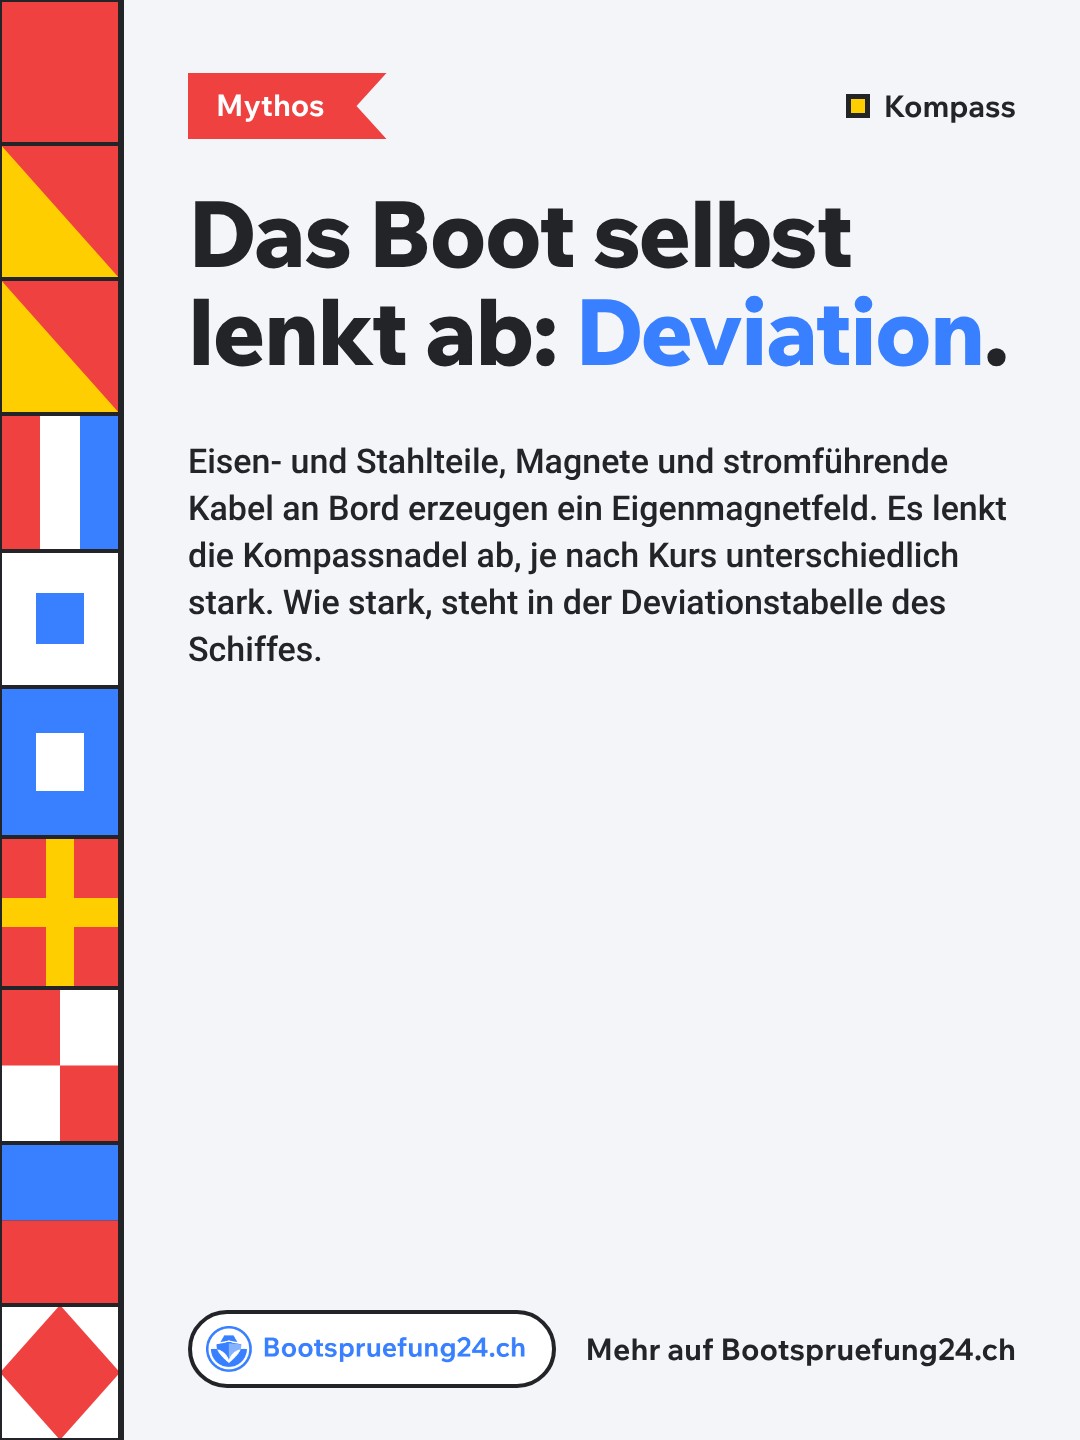 Mythos
Kompass
Das Boot selbst
lenkt ab: Deviation.
Eisen- und Stahlteile, Magnete und stromführende
Kabel an Bord erzeugen ein Eigenmagnetfeld. Es lenkt
die Kompassnadel ab, je nach Kurs unterschiedlich
stark. Wie stark, steht in der Deviationstabelle des
Schiffes.
Bootspruefung24.ch
Mehr auf Bootspruefung24.ch